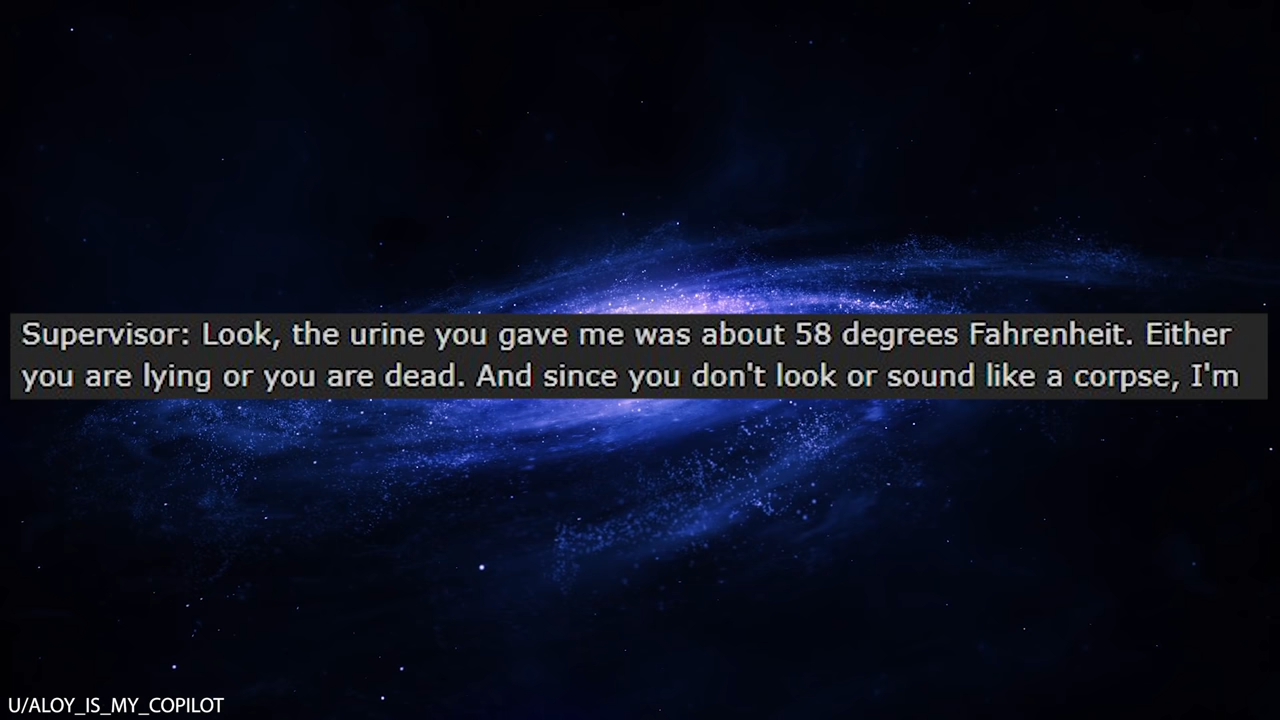 Supervisor: Look, the urine you gave me was about 58 degrees Fahrenheit. Either
you are lying or you are dead. And since you don't look or sound like a corpse, I'm
U/ALOY_IS_MY_COPILOT